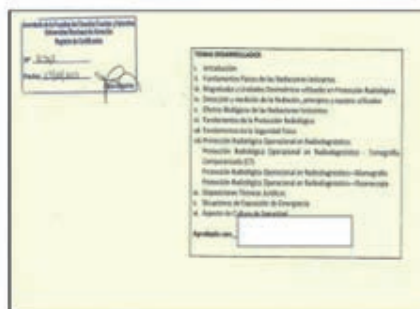 Universidad Nacional de Asunción
Registro de Certificados
Nº
Fecha:
TEMAS DESARROLLADOS
i. Introducción
ii. Fundamentos Físicos de las Radiaciones Ionizantes
iii. Magnitudes y Unidades Dosimétricas utilizadas en Protección Radiológica
iv. Detección y medición de la Radiación, principios y equipos utilizados
v. Efectos Biológicos de las Radiaciones Ionizantes
vi. Fundamentos de la Protección Radiológica
vii. Fundamentos de la Seguridad Física
viii. Protección Radiológica Operacional en Radiodiagnóstico
Protección Radiológica Operacional en Radiodiagnóstico - Tomografía
Computarizada (CT)
Protección Radiológica Operacional en Radiodiagnóstico - Mamografía
Protección Radiológica Operacional en Radiodiagnóstico - Fluoroscopía
ix. Disposiciones Técnicas Jurídicas
x. Situaciones de Exposición de Emergencia
xi. Aspectos de Cultura de Seguridad
Aprobado con